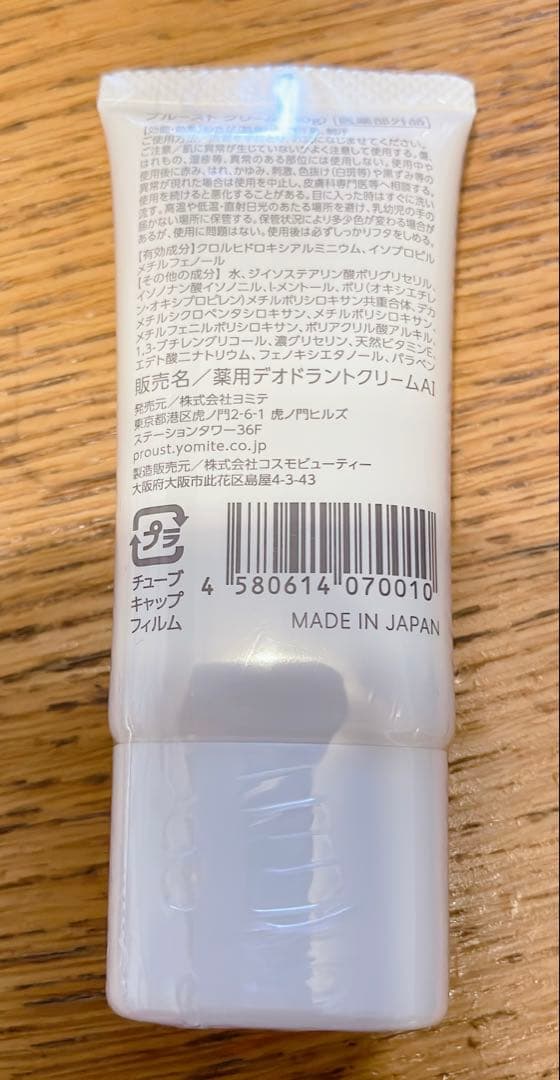 プルースト クリーム (医薬部外品)
【効能・効果】わきが
ご使用方法 なじませてください。
ご注意/肌に異常が生じていないかよく注意して使用する。傷、
はれもの、湿疹等、異常のある部位には使用しない。使用中や
使用後に赤み、はれ、かゆみ、刺激、色抜け(白斑等)や黒ずみ等の
異常が現れた場合は使用を中止し、皮膚科専門医等へ相談する。
使用を続けると悪化することがある。目に入った時はすぐに洗い
流す。高温や低温・直射日光のあたる場所を避け、乳幼児の手の
届かない場所に保管する。保管状況により多少色が変わる場合が
あるが、使用に問題はない。使用後は必ずしっかりフタをしめる。
【有効成分】クロルヒドロキシアルミニウム、イソプロピル
メチルフェノール
【その他の成分】水、ジイソステアリン酸ポリグリセリル、
イソノナン酸イソノニル、l-メントール、ポリ(オキシエチレ
ン・オキシプロピレン)メチルポリシロキサン共重合体、デカ
メチルシクロペンタシロキサン、メチルポリシロキサン、
メチルフェニルポリシロキサン、ポリアクリル酸アルキル、
1,3-ブチレングリコール、濃グリセリン、天然ビタミンE、
エデト酸二ナトリウム、フェノキシエタノール、パラベン
販売名/薬用デオドラントクリームAI
発売元/株式会社ヨミテ
東京都港区虎ノ門2-6-1 虎ノ門ヒルズ
ステーションタワー36F
proust.yomite.co.jp
製造販売元/株式会社コスモビューティー
大阪府大阪市此花区島屋4-3-43
プラ
チューブ
キャップ
フィルム
4 580614 070010
MADE IN JAPAN